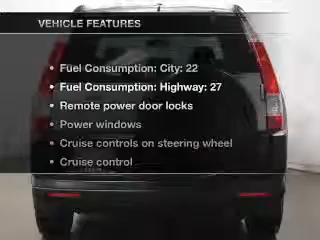 VEHICLE FEATURES
• Fuel Consumption: City: 22
• Fuel Consumption: Highway: 27
• Remote power door locks
• Power windows
• Cruise controls on steering wheel
• Cruise control